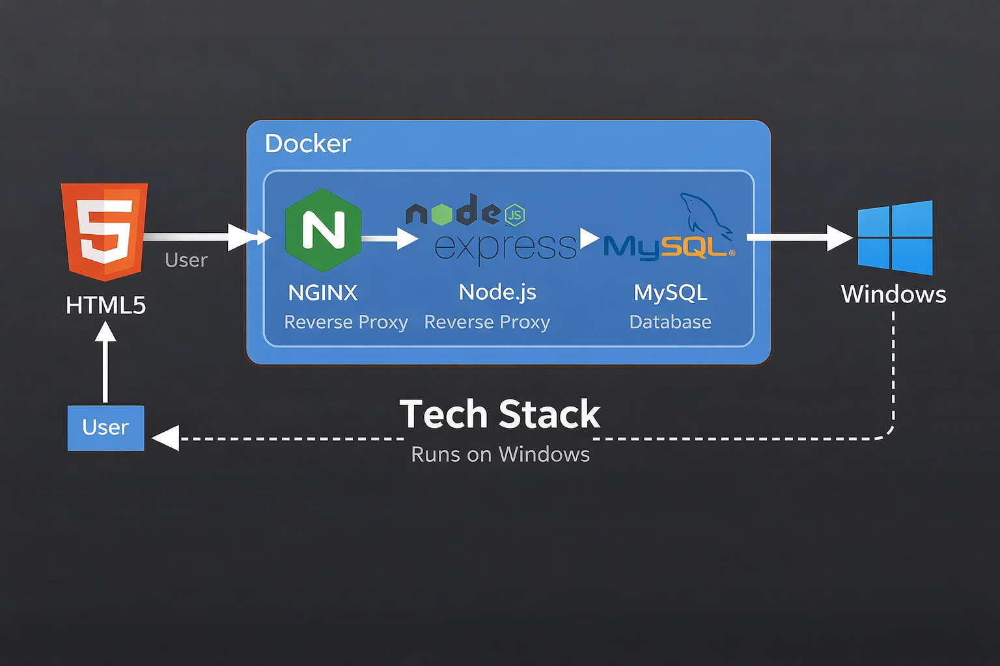 Docker
5
User
HTML5
N
node
JS
express
MySQL®
NGINX
Node.js
MySQL
Reverse Proxy
Reverse Proxy
Database
Windows
User
Tech Stack
Runs on Windows